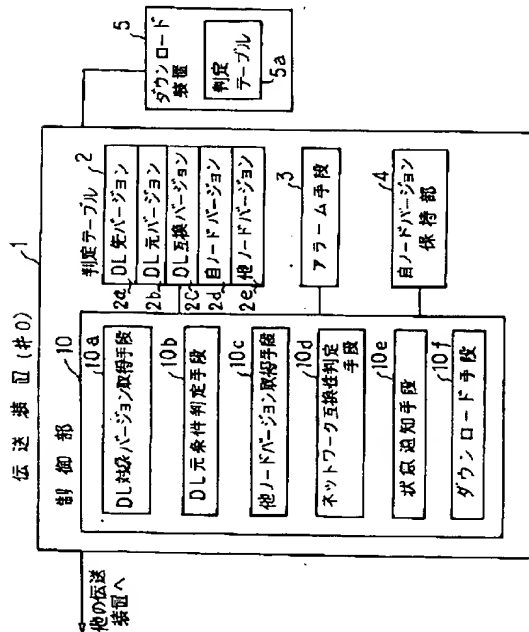 伝送装置(#0)
1
制御部
10
10a
DL対象バージョン取得手段
10b
DL元条件判定手段
10c
他ノードバージョン取得手段
10d
ネットワーク互換性判定
手段
10e
状態通知手段
10f
ダウンロード手段
判定テーブル
2
2a
DL先バージョン
2b
DL元バージョン
2c
DL互換バージョン
2d
自ノードバージョン
2e
他ノードバージョン
3
アラーム手段
4
自ノードバージョン
保持部
5
ダウンロード
装置
判定
テーブル
5a
他の伝送
装置へ